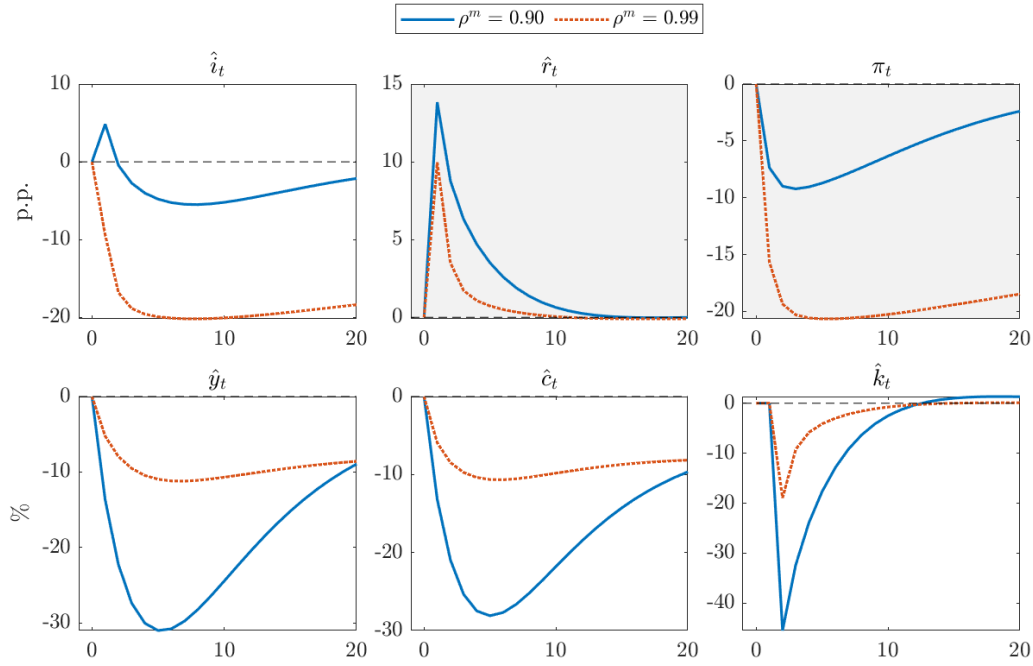 ρ^m = 0.90 ρ^m = 0.99
î_t r̂_t π_t
10 15 0
0 10 -5
p.p. -10 5 -10
-15
-20 0 -20
0 10 20 0 10 20 0 10 20
ŷ_t ĉ_t k̂_t
0 0 0
-10 -10 -10
% -20 -20 -20
-30
-30 -30 -40
0 10 20 0 10 20 0 10 20